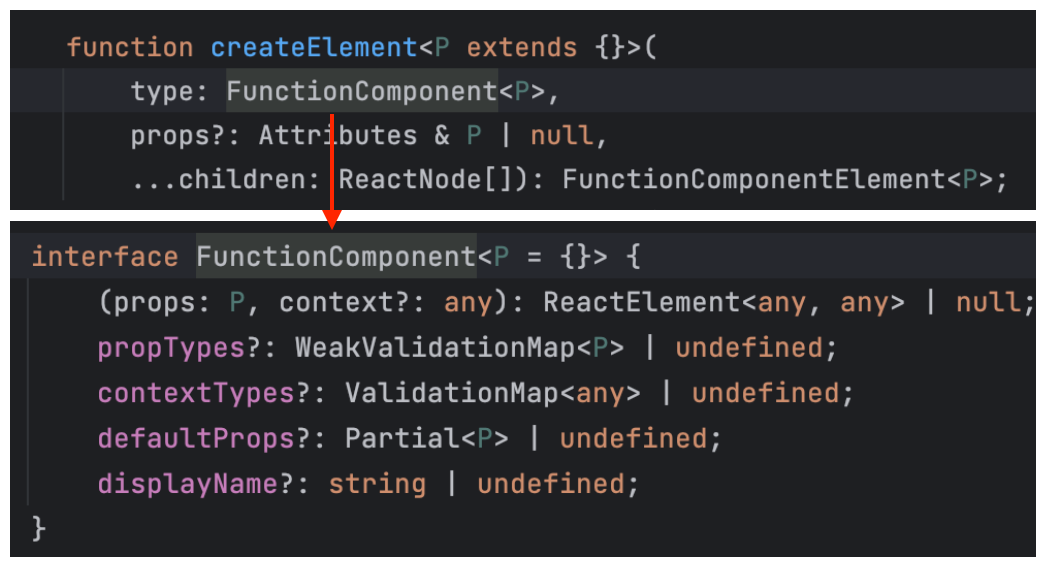 function createElement<P extends {}>(
type: FunctionComponent<P>,
props?: Attributes & P | null,
...children: ReactNode[]): FunctionComponentElement<P>;
interface FunctionComponent<P = {}> {
(props: P, context?: any): ReactElement<any, any> | null;
propTypes?: WeakValidationMap<P> | undefined;
contextTypes?: ValidationMap<any> | undefined;
defaultProps?: Partial<P> | undefined;
displayName?: string | undefined;
}